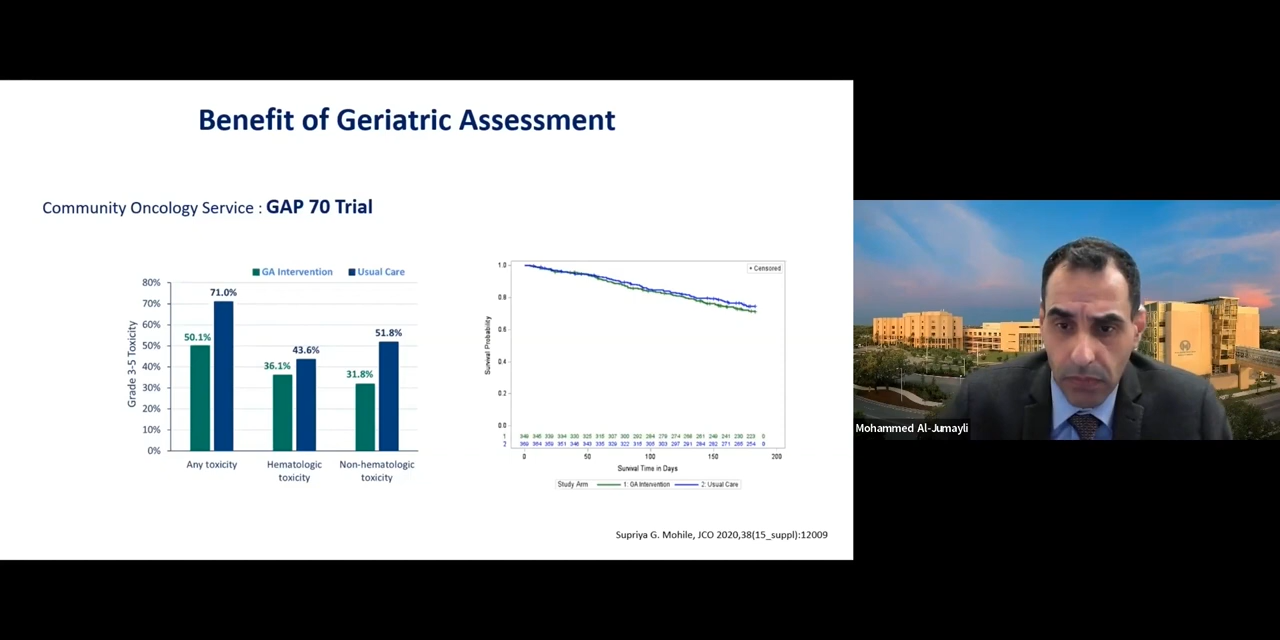 Benefit of Geriatric Assessment
Community Oncology Service : GAP 70 Trial
GA Intervention Usual Care
80%
70%
60%
50%
40%
30%
20%
10%
0%
Grade 3-5 Toxicity
50.1%
71.0%
36.1%
43.6%
31.8%
51.8%
Any toxicity
Hematologic
toxicity
Non-hematologic
toxicity
Censored
1.0
0.8
0.6
0.4
0.2
0.0
Survival Probability
1
2
0 50 100 150 200
Survival Time in Days
Study Arm 1: GA Intervention 2: Usual Care
Supriya G. Mohile, JCO 2020,38(15_suppl):12009
Mohammed Al-Jumayli